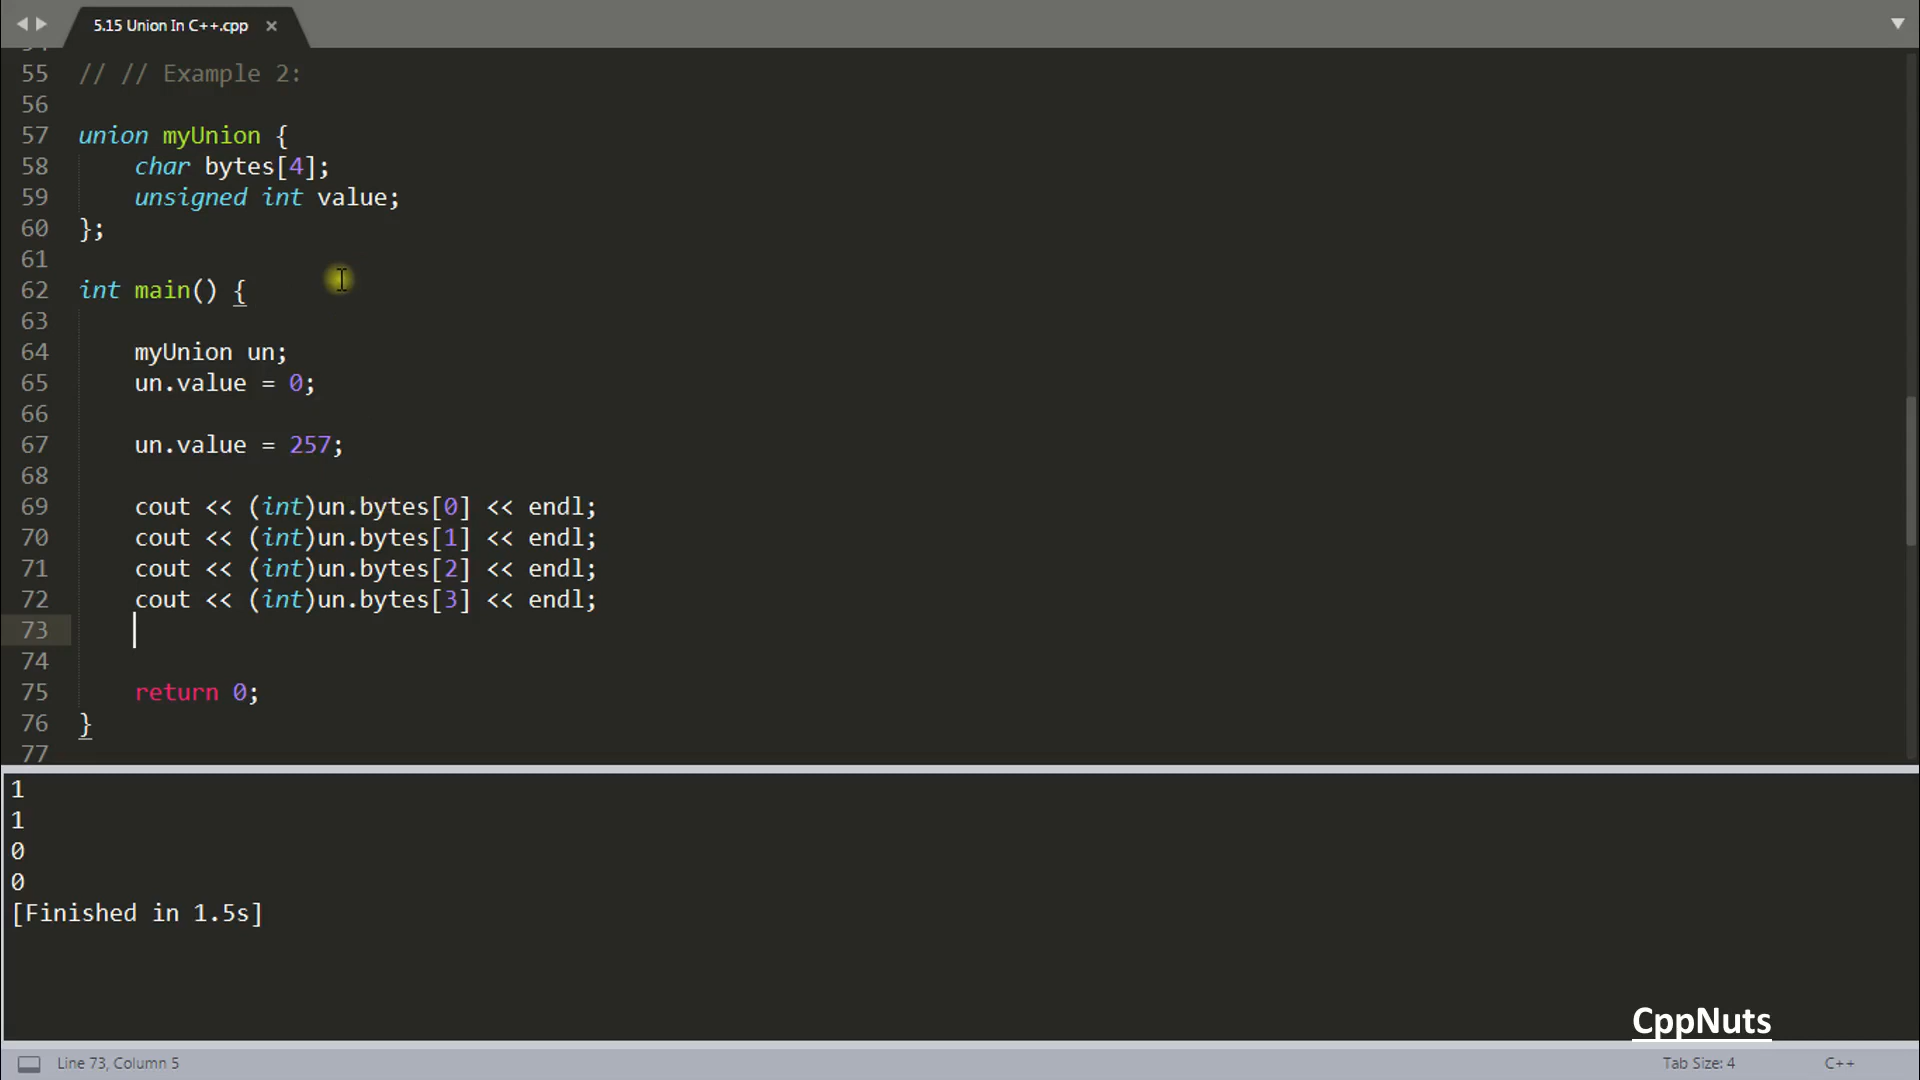 5.15 Union In C++.cpp ×
54
55 // // Example 2:
56
57 union myUnion {
58     char bytes[4];
59     unsigned int value;
60 };
61
62 int main() {
63
64     myUnion un;
65     un.value = 0;
66
67     un.value = 257;
68
69     cout << (int)un.bytes[0] << endl;
70     cout << (int)un.bytes[1] << endl;
71     cout << (int)un.bytes[2] << endl;
72     cout << (int)un.bytes[3] << endl;
73
74
75     return 0;
76 }
77
1
1
0
0
[Finished in 1.5s]
CppNuts
Line 73, Column 5 Tab Size: 4 C++